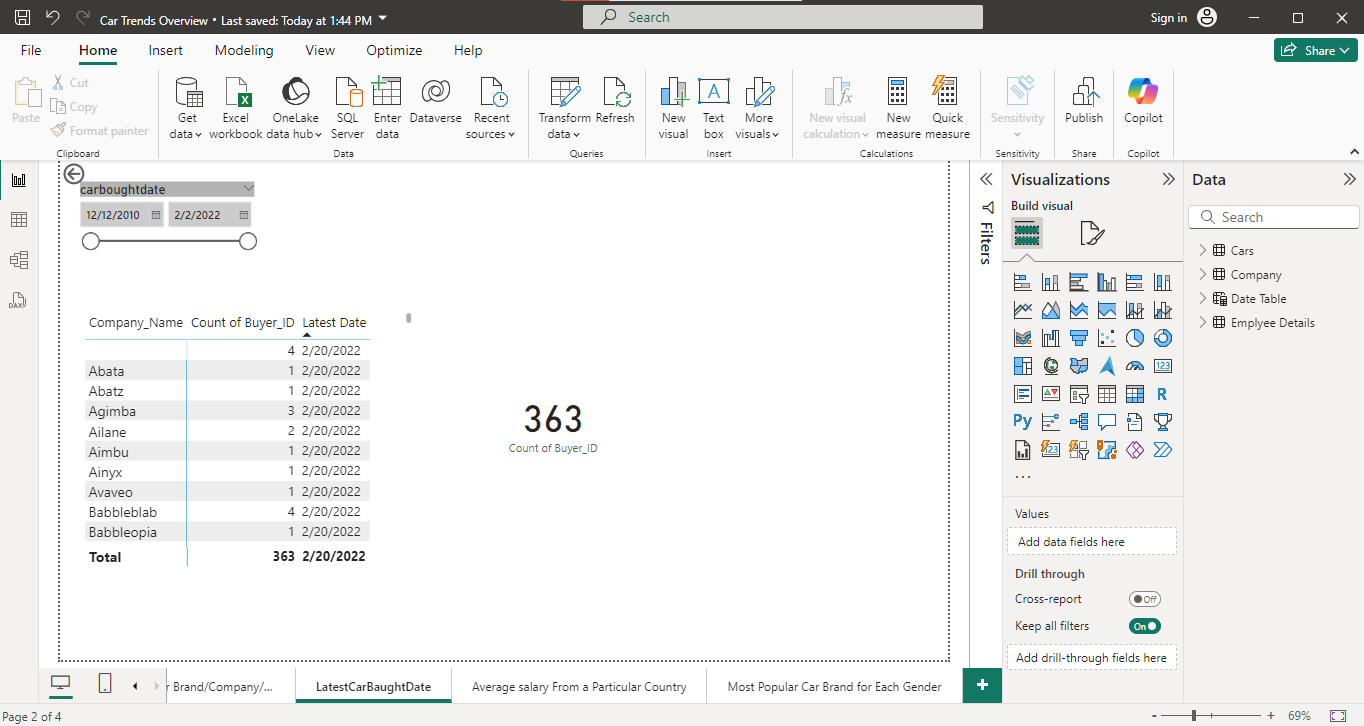 Car Trends Overview • Last saved: Today at 1:44 PM
Search
Sign in
File Home Insert Modeling View Optimize Help
Share
Paste
Cut
Copy
Format painter
Clipboard
Get data
Excel workbook
OneLake data hub
SQL Server
Enter data
Dataverse
Recent sources
Data
Transform data
Refresh
Queries
New visual
Text box
More visuals
Insert
New visual calculation
New measure
Quick measure
Calculations
Sensitivity
Sensitivity
Publish
Share
Copilot
Copilot
carboughtdate
12/12/2010 2/2/2022
Company_Name Count of Buyer_ID Latest Date
4 2/20/2022
Abata 1 2/20/2022
Abatz 1 2/20/2022
Agimba 3 2/20/2022
Ailane 2 2/20/2022
Aimbu 1 2/20/2022
Ainyx 1 2/20/2022
Avaveo 1 2/20/2022
Babbleblab 4 2/20/2022
Babbleopia 1 2/20/2022
Total 363 2/20/2022
363
Count of Buyer_ID
Filters
Visualizations
Build visual
123
R
Py
123
...
Values
Add data fields here
Drill through
Cross-report Off
Keep all filters On
Add drill-through fields here
Data
Search
Cars
Company
Date Table
Emplyee Details
r Brand/Company/...
LatestCarBaughtDate
Average salary From a Particular Country
Most Popular Car Brand for Each Gender
+
Page 2 of 4
- + 69%